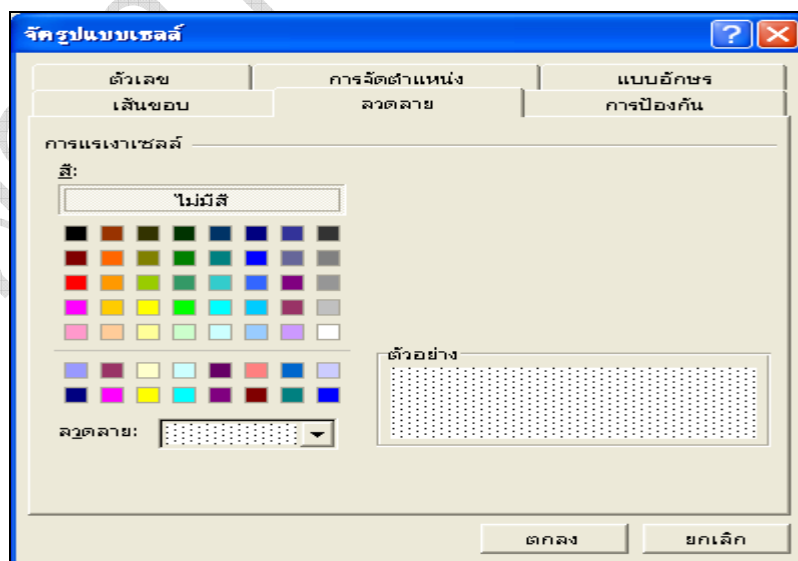 จัดรูปแบบเซลล์
ตัวเลข การจัดตำแหน่ง แบบอักษร
เส้นขอบ ลวดลาย การป้องกัน
การแรเงาเซลล์
สี:
ไม่มีสี
ตัวอย่าง
ลวดลาย:
ตกลง ยกเลิก